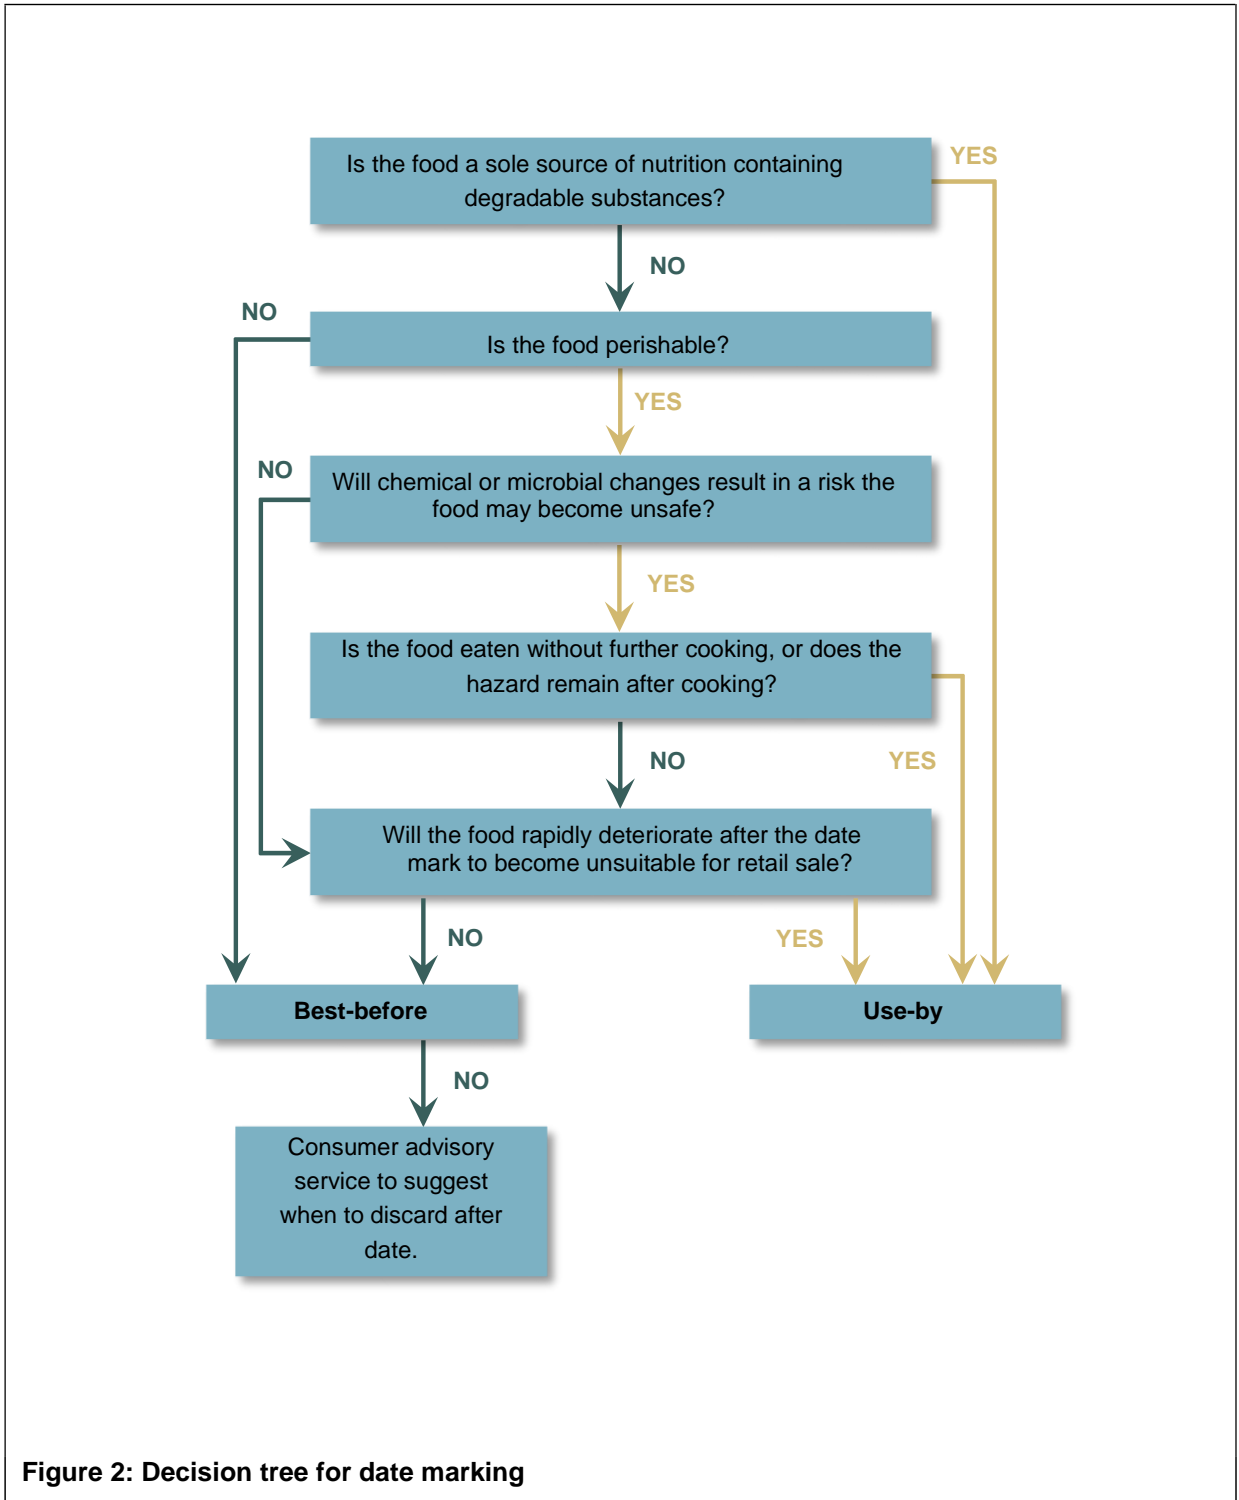 Is the food a sole source of nutrition containing
degradable substances?
YES
NO
NO
Is the food perishable?
YES
NO
Will chemical or microbial changes result in a risk the
food may become unsafe?
YES
Is the food eaten without further cooking, or does the
hazard remain after cooking?
NO
YES
Will the food rapidly deteriorate after the date
mark to become unsuitable for retail sale?
NO
YES
Best-before
Use-by
NO
Consumer advisory
service to suggest
when to discard after
date.
Figure 2: Decision tree for date marking